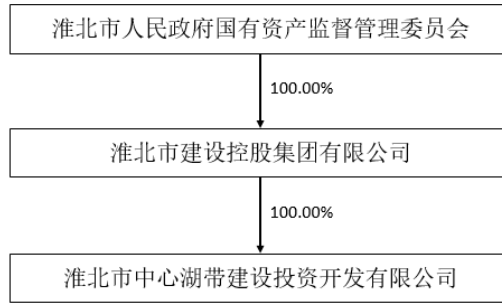 淮北市人民政府国有资产监督管理委员会
100.00%
淮北市建设控股集团有限公司
100.00%
淮北市中心湖带建设投资开发有限公司